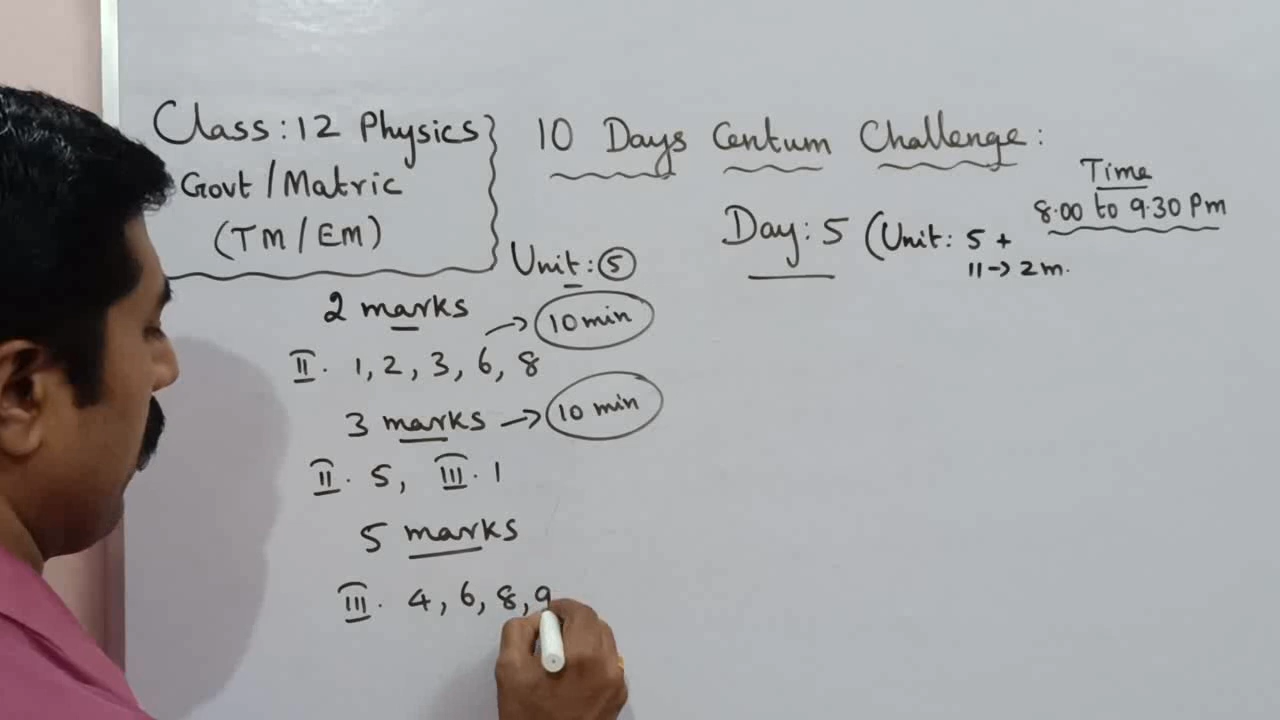 Class: 12 Physics
Govt/Matric
(TM/EM)
10 Days Centum Challenge:
Time
8.00 to 9.30 Pm
Day: 5 (Unit: 5 +
11→2m.
Unit: 5
2 marks
→ 10 min
II. 1, 2, 3, 6, 8
3 marks → 10 min
II. 5, III. 1
5 marks
III. 4, 6, 8, 9